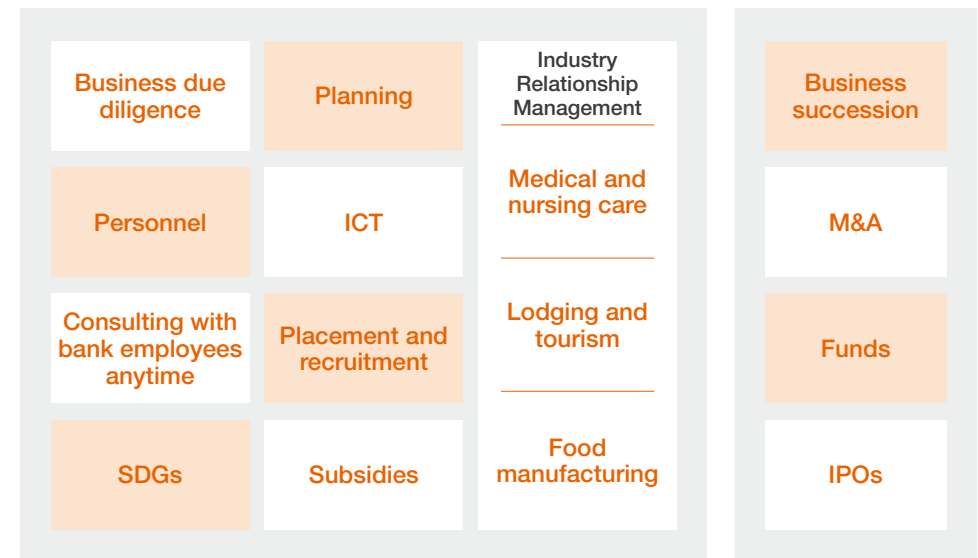 Business due
diligence
Planning
Industry
Relationship
Management
Business
succession
Personnel
ICT
Medical and
nursing care
M&A
Consulting with
bank employees
anytime
Placement and
recruitment
Lodging and
tourism
Funds
SDGs
Subsidies
Food
manufacturing
IPOs